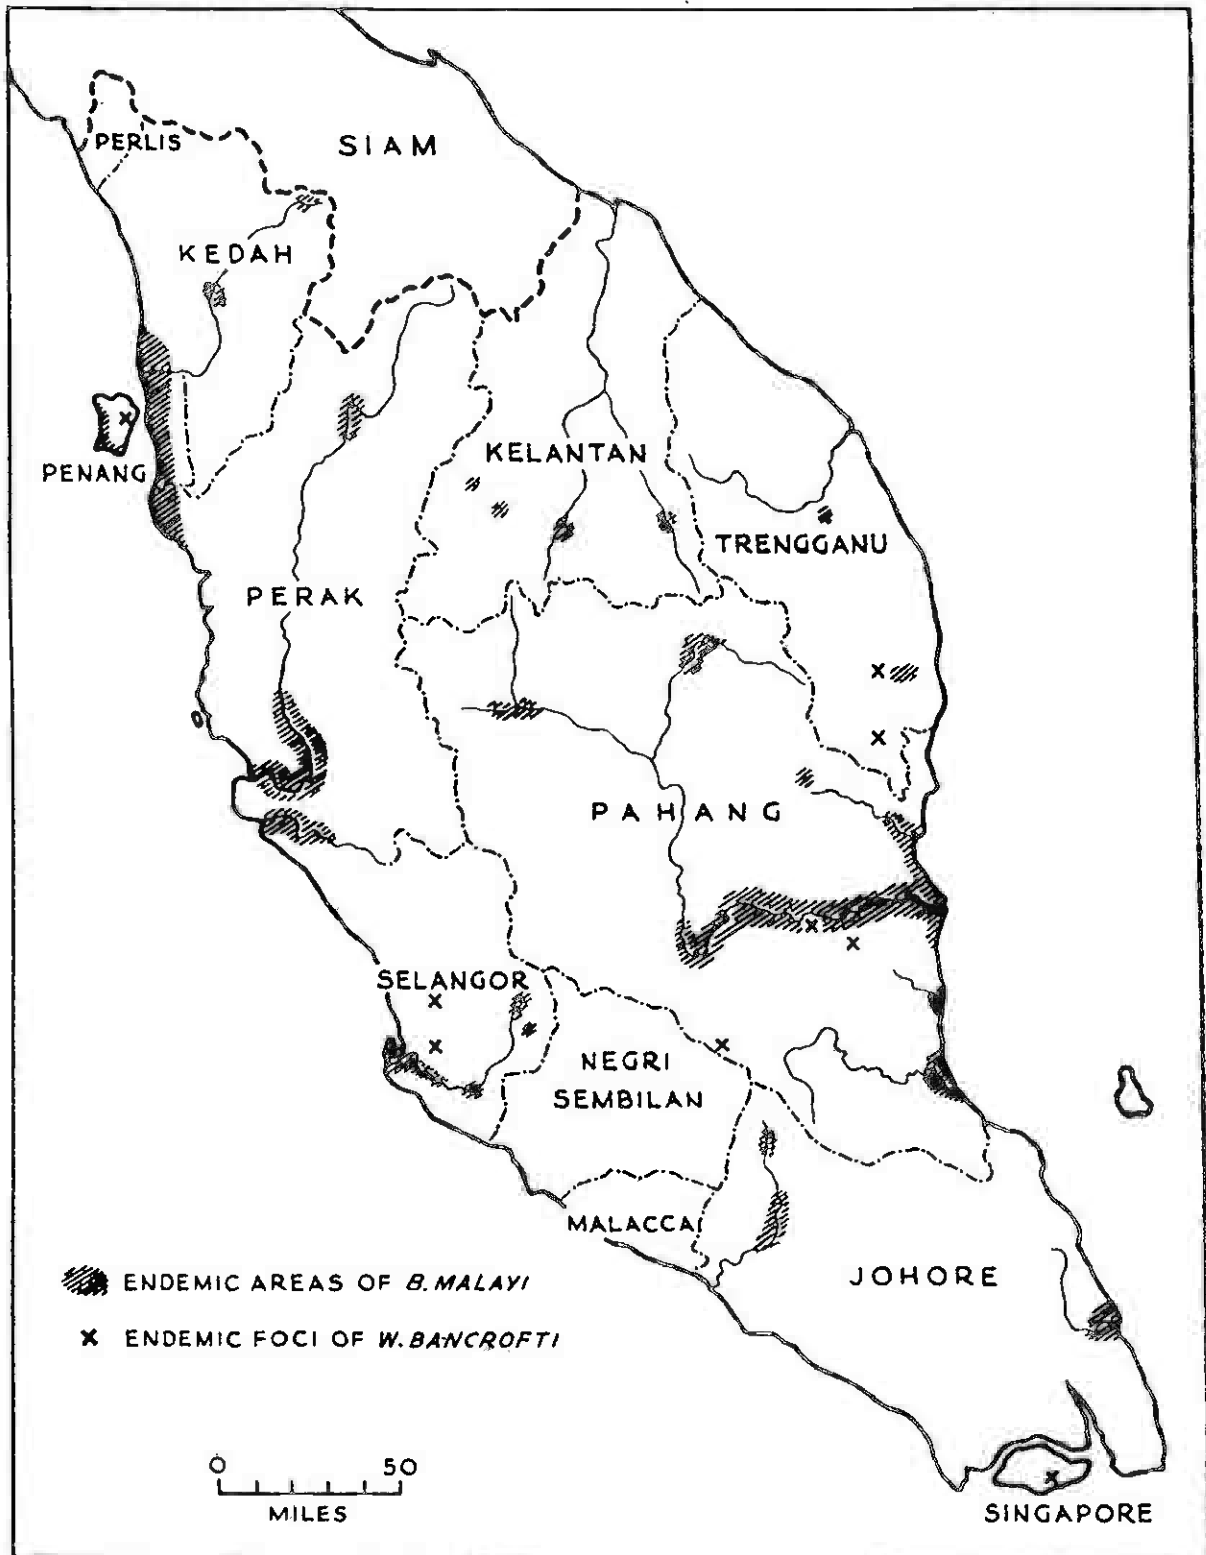 PERLIS
SIAM
KEDAH
PENANG
KELANTAN
TRENGGANU
PERAK
PAHANG
SELANGOR
NEGRI
SEMBILAN
MALACCA
JOHORE
ENDEMIC AREAS OF B. MALAYI
x ENDEMIC FOCI OF W. BANCROFTI
0 50
MILES
SINGAPORE